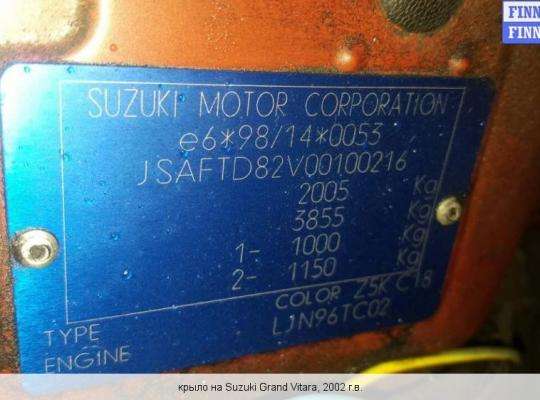 FINN
FINN
SUZUKI MOTOR CORPORATION
e6*98/14*0053
JSAFTD82V00100216
2005 Kg
3855 Kg
1- 1000 Kg
2- 1150 Kg
COLOR Z5K C18
TYPE LJN96TC02
ENGINE
крыло на Suzuki Grand Vitara, 2002 г.в.